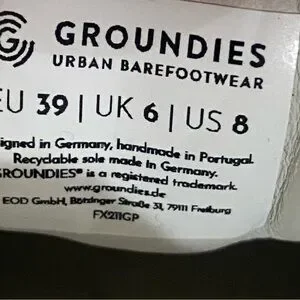 GROUNDIES
URBAN BAREFOOTWEAR
EU 39 | UK 6 | US 8
signed in Germany, handmade in Portugal.
Recyclable sole made in Germany.
GROUNDIES® is a registered trademark.
www.groundies.de
EOD GmbH, Bötzinger Straße 31, 79111 Freiburg
FX211GP